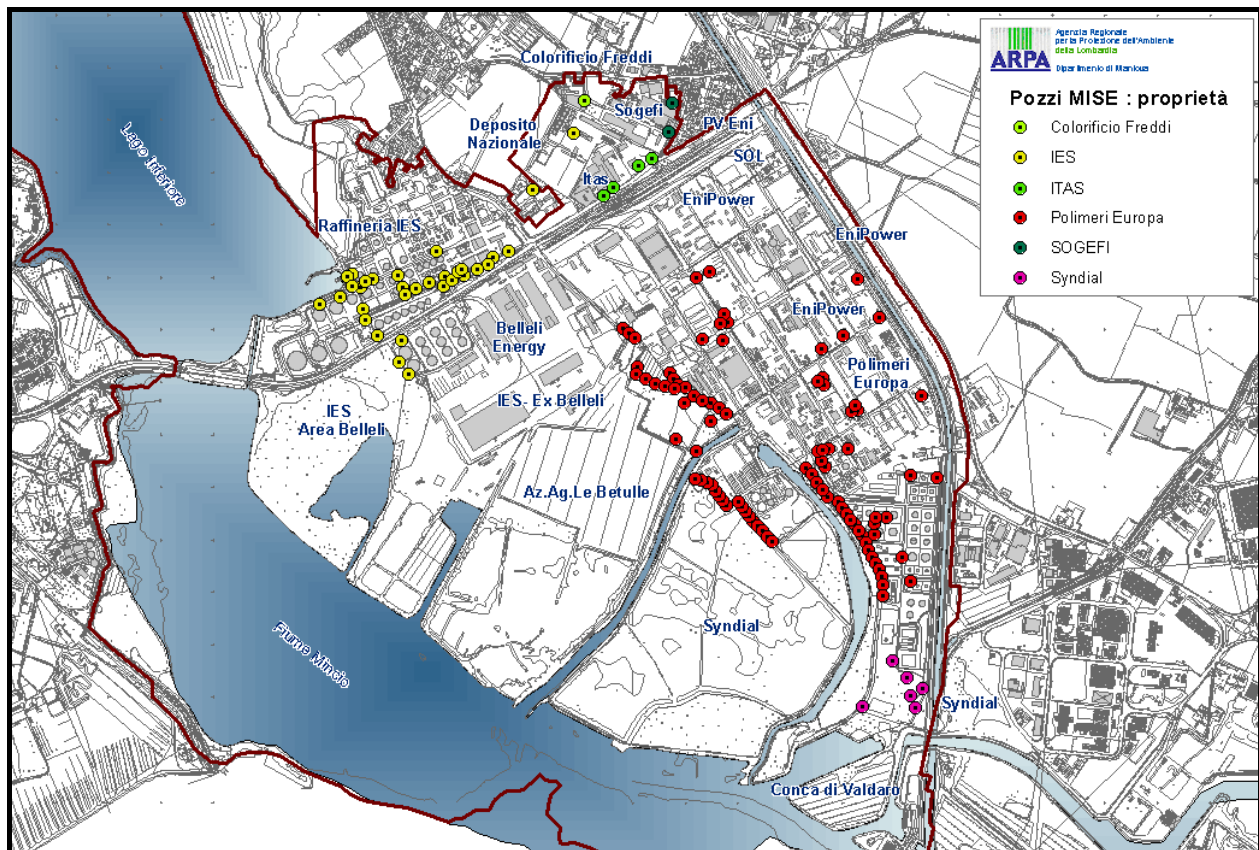 ARPA
Agenzia Regionale
per la Protezione dell'Ambiente
della Lombardia
Dipartimento di Mantova
Pozzi MISE : proprietà
Colorificio Freddi
IES
ITAS
Polimeri Europa
SOGEFI
Syndial
Colorificio Freddi
Sogefi
Deposito
Nazionale
PV Eni
SOL
Itas
EniPower
Lago Inferiore
Raffineria IES
EniPower
EniPower
Belleli
Energy
Polimeri
Europa
IES- Ex Belleli
IES
Area Belleli
Az.Ag.Le Betulle
Syndial
Fiume Mincio
Syndial
Conca di Valdaro